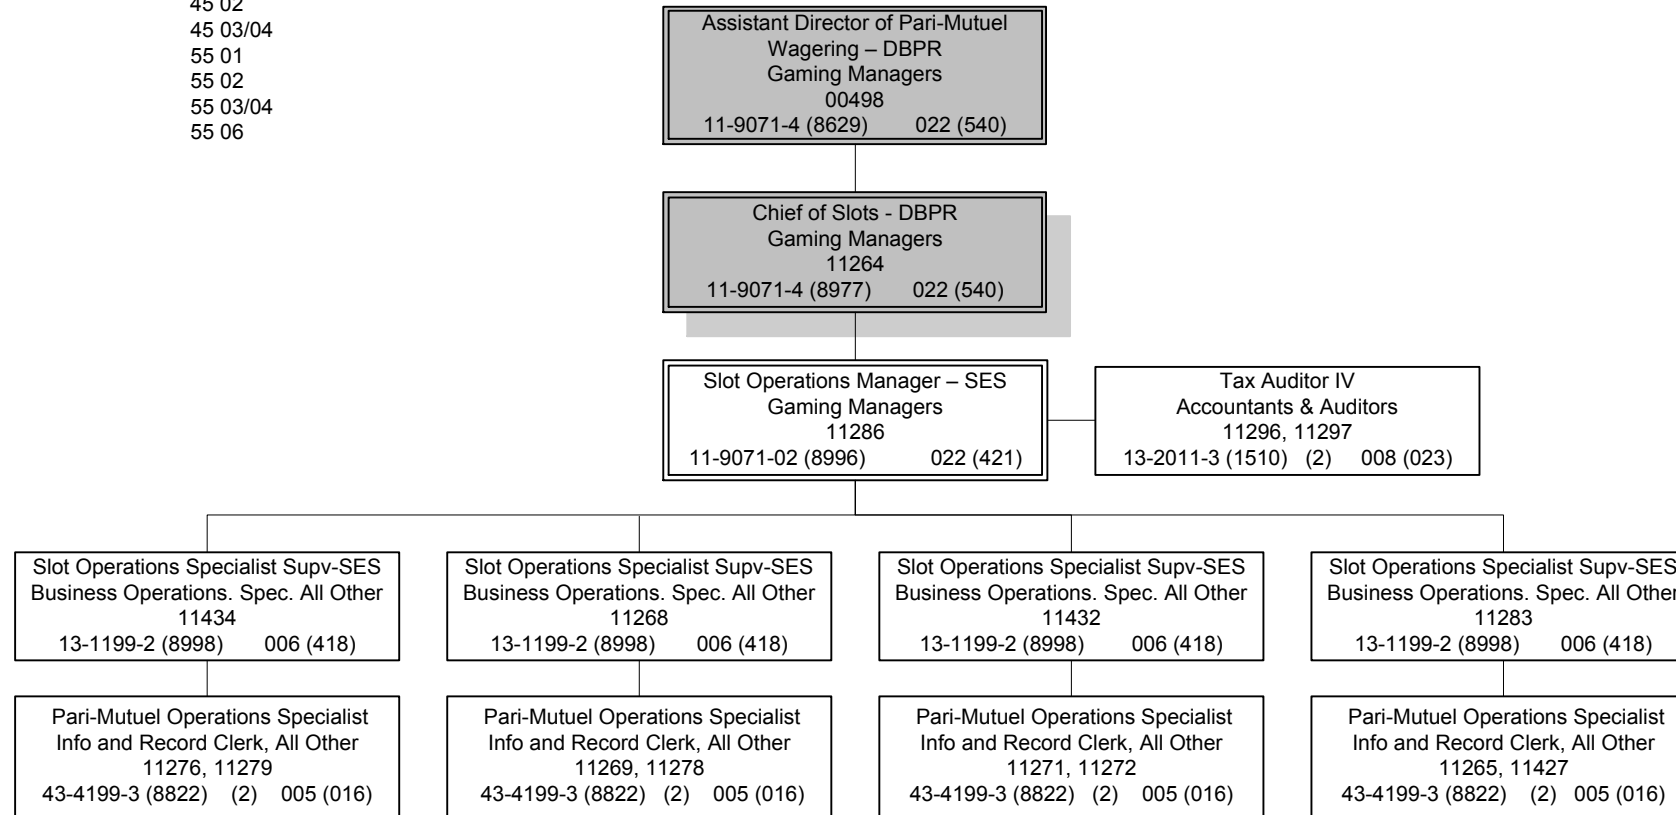 45 02
45 03/04
55 01
55 02
55 03/04
55 06
Assistant Director of Pari-Mutuel
Wagering – DBPR
Gaming Managers
00498
11-9071-4 (8629) 022 (540)
Chief of Slots - DBPR
Gaming Managers
11264
11-9071-4 (8977) 022 (540)
Slot Operations Manager – SES
Gaming Managers
11286
11-9071-02 (8996) 022 (421)
Tax Auditor IV
Accountants & Auditors
11296, 11297
13-2011-3 (1510) (2) 008 (023)
Slot Operations Specialist Supv-SES
Business Operations. Spec. All Other
11434
13-1199-2 (8998) 006 (418)
Slot Operations Specialist Supv-SES
Business Operations. Spec. All Other
11268
13-1199-2 (8998) 006 (418)
Slot Operations Specialist Supv-SES
Business Operations. Spec. All Other
11432
13-1199-2 (8998) 006 (418)
Slot Operations Specialist Supv-SES
Business Operations. Spec. All Other
11283
13-1199-2 (8998) 006 (418)
Pari-Mutuel Operations Specialist
Info and Record Clerk, All Other
11276, 11279
43-4199-3 (8822) (2) 005 (016)
Pari-Mutuel Operations Specialist
Info and Record Clerk, All Other
11269, 11278
43-4199-3 (8822) (2) 005 (016)
Pari-Mutuel Operations Specialist
Info and Record Clerk, All Other
11271, 11272
43-4199-3 (8822) (2) 005 (016)
Pari-Mutuel Operations Specialist
Info and Record Clerk, All Other
11265, 11427
43-4199-3 (8822) (2) 005 (016)